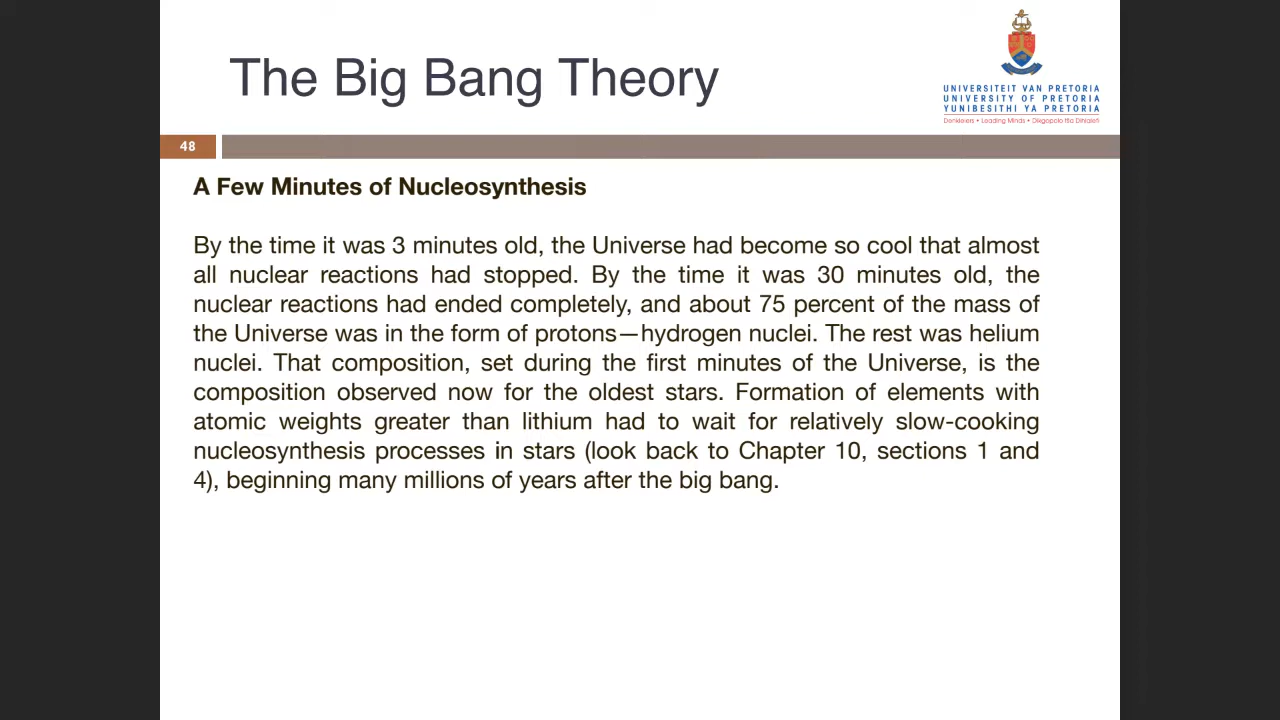 The Big Bang Theory
UNIVERSITEIT VAN PRETORIA
UNIVERSITY OF PRETORIA
YUNIBESITHI YA PRETORIA
Denkleiers • Leading Minds • Dikgopolo tša Dihlalefi
48
A Few Minutes of Nucleosynthesis
By the time it was 3 minutes old, the Universe had become so cool that almost
all nuclear reactions had stopped. By the time it was 30 minutes old, the
nuclear reactions had ended completely, and about 75 percent of the mass of
the Universe was in the form of protons—hydrogen nuclei. The rest was helium
nuclei. That composition, set during the first minutes of the Universe, is the
composition observed now for the oldest stars. Formation of elements with
atomic weights greater than lithium had to wait for relatively slow-cooking
nucleosynthesis processes in stars (look back to Chapter 10, sections 1 and
4), beginning many millions of years after the big bang.